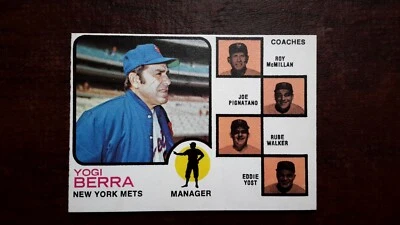 COACHES
ROY
McMILLAN
JOE
PIGNATANO
RUBE
WALKER
EDDIE
YOST
YOGI
BERRA
NEW YORK METS
MANAGER